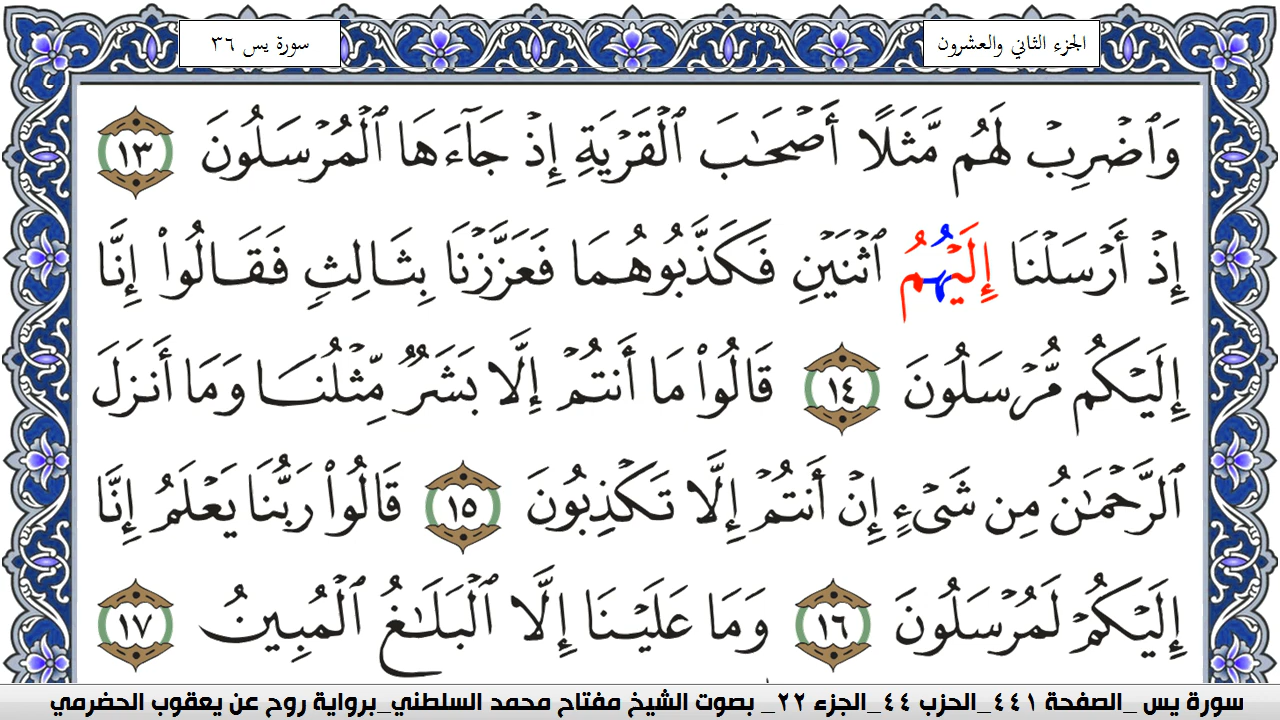 الجزء الثاني والعشرون
سورة يس ٣٦
وَٱضۡرِبۡ لَهُم مَّثَلًا أَصۡحَـٰبَ ٱلۡقَرۡيَةِ إِذۡ جَآءَهَا ٱلۡمُرۡسَلُونَ ١٣
إِذۡ أَرۡسَلۡنَا إِلَيۡهُمُ ٱثۡنَيۡنِ فَكَذَّبُوهُمَا فَعَزَّزۡنَا بِثَالِثٍ فَقَالُوا۟ إِنَّا
إِلَيۡكُم مُّرۡسَلُونَ ١٤ قَالُوا۟ مَا أَنتُمۡ إِلَّا بَشَرٌ مِّثۡلُنَا وَمَا أَنزَلَ
ٱلرَّحۡمَـٰنُ مِن شَىۡءٍ إِنۡ أَنتُمۡ إِلَّا تَكۡذِبُونَ ١٥ قَالُوا۟ رَبُّنَا يَعۡلَمُ إِنَّا
إِلَيۡكُمۡ لَمُرۡسَلُونَ ١٦ وَمَا عَلَيۡنَا إِلَّا ٱلۡبَلَـٰغُ ٱلۡمُبِينُ ١٧
سورة يس _الصفحة ٤٤١_الحزب ٤٤_الجزء ٢٢_ بصوت الشيخ مفتاح محمد السلطني_برواية روح عن يعقوب الحضرمي